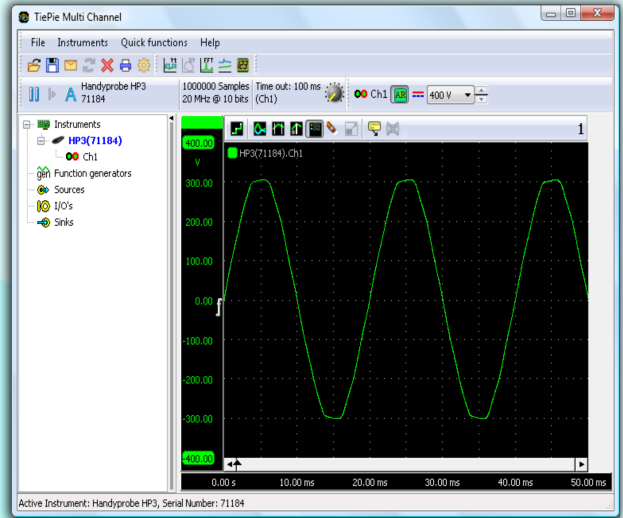 TiePie Multi Channel
File Instruments Quick functions Help
Handyprobe HP3
71184
1000000 Samples
20 MHz @ 10 bits
Time out: 100 ms
(Ch1)
Ch1
AR
400 V
Instruments
HP3(71184)
Ch1
gen Function generators
Sources
I/O's
Sinks
1
HP3(71184).Ch1
400.00
V
300.00
200.00
100.00
0.00
-100.00
-200.00
-300.00
-400.00
0.00 s 10.00 ms 20.00 ms 30.00 ms 40.00 ms 50.00 ms
Active Instrument: Handyprobe HP3, Serial Number: 71184